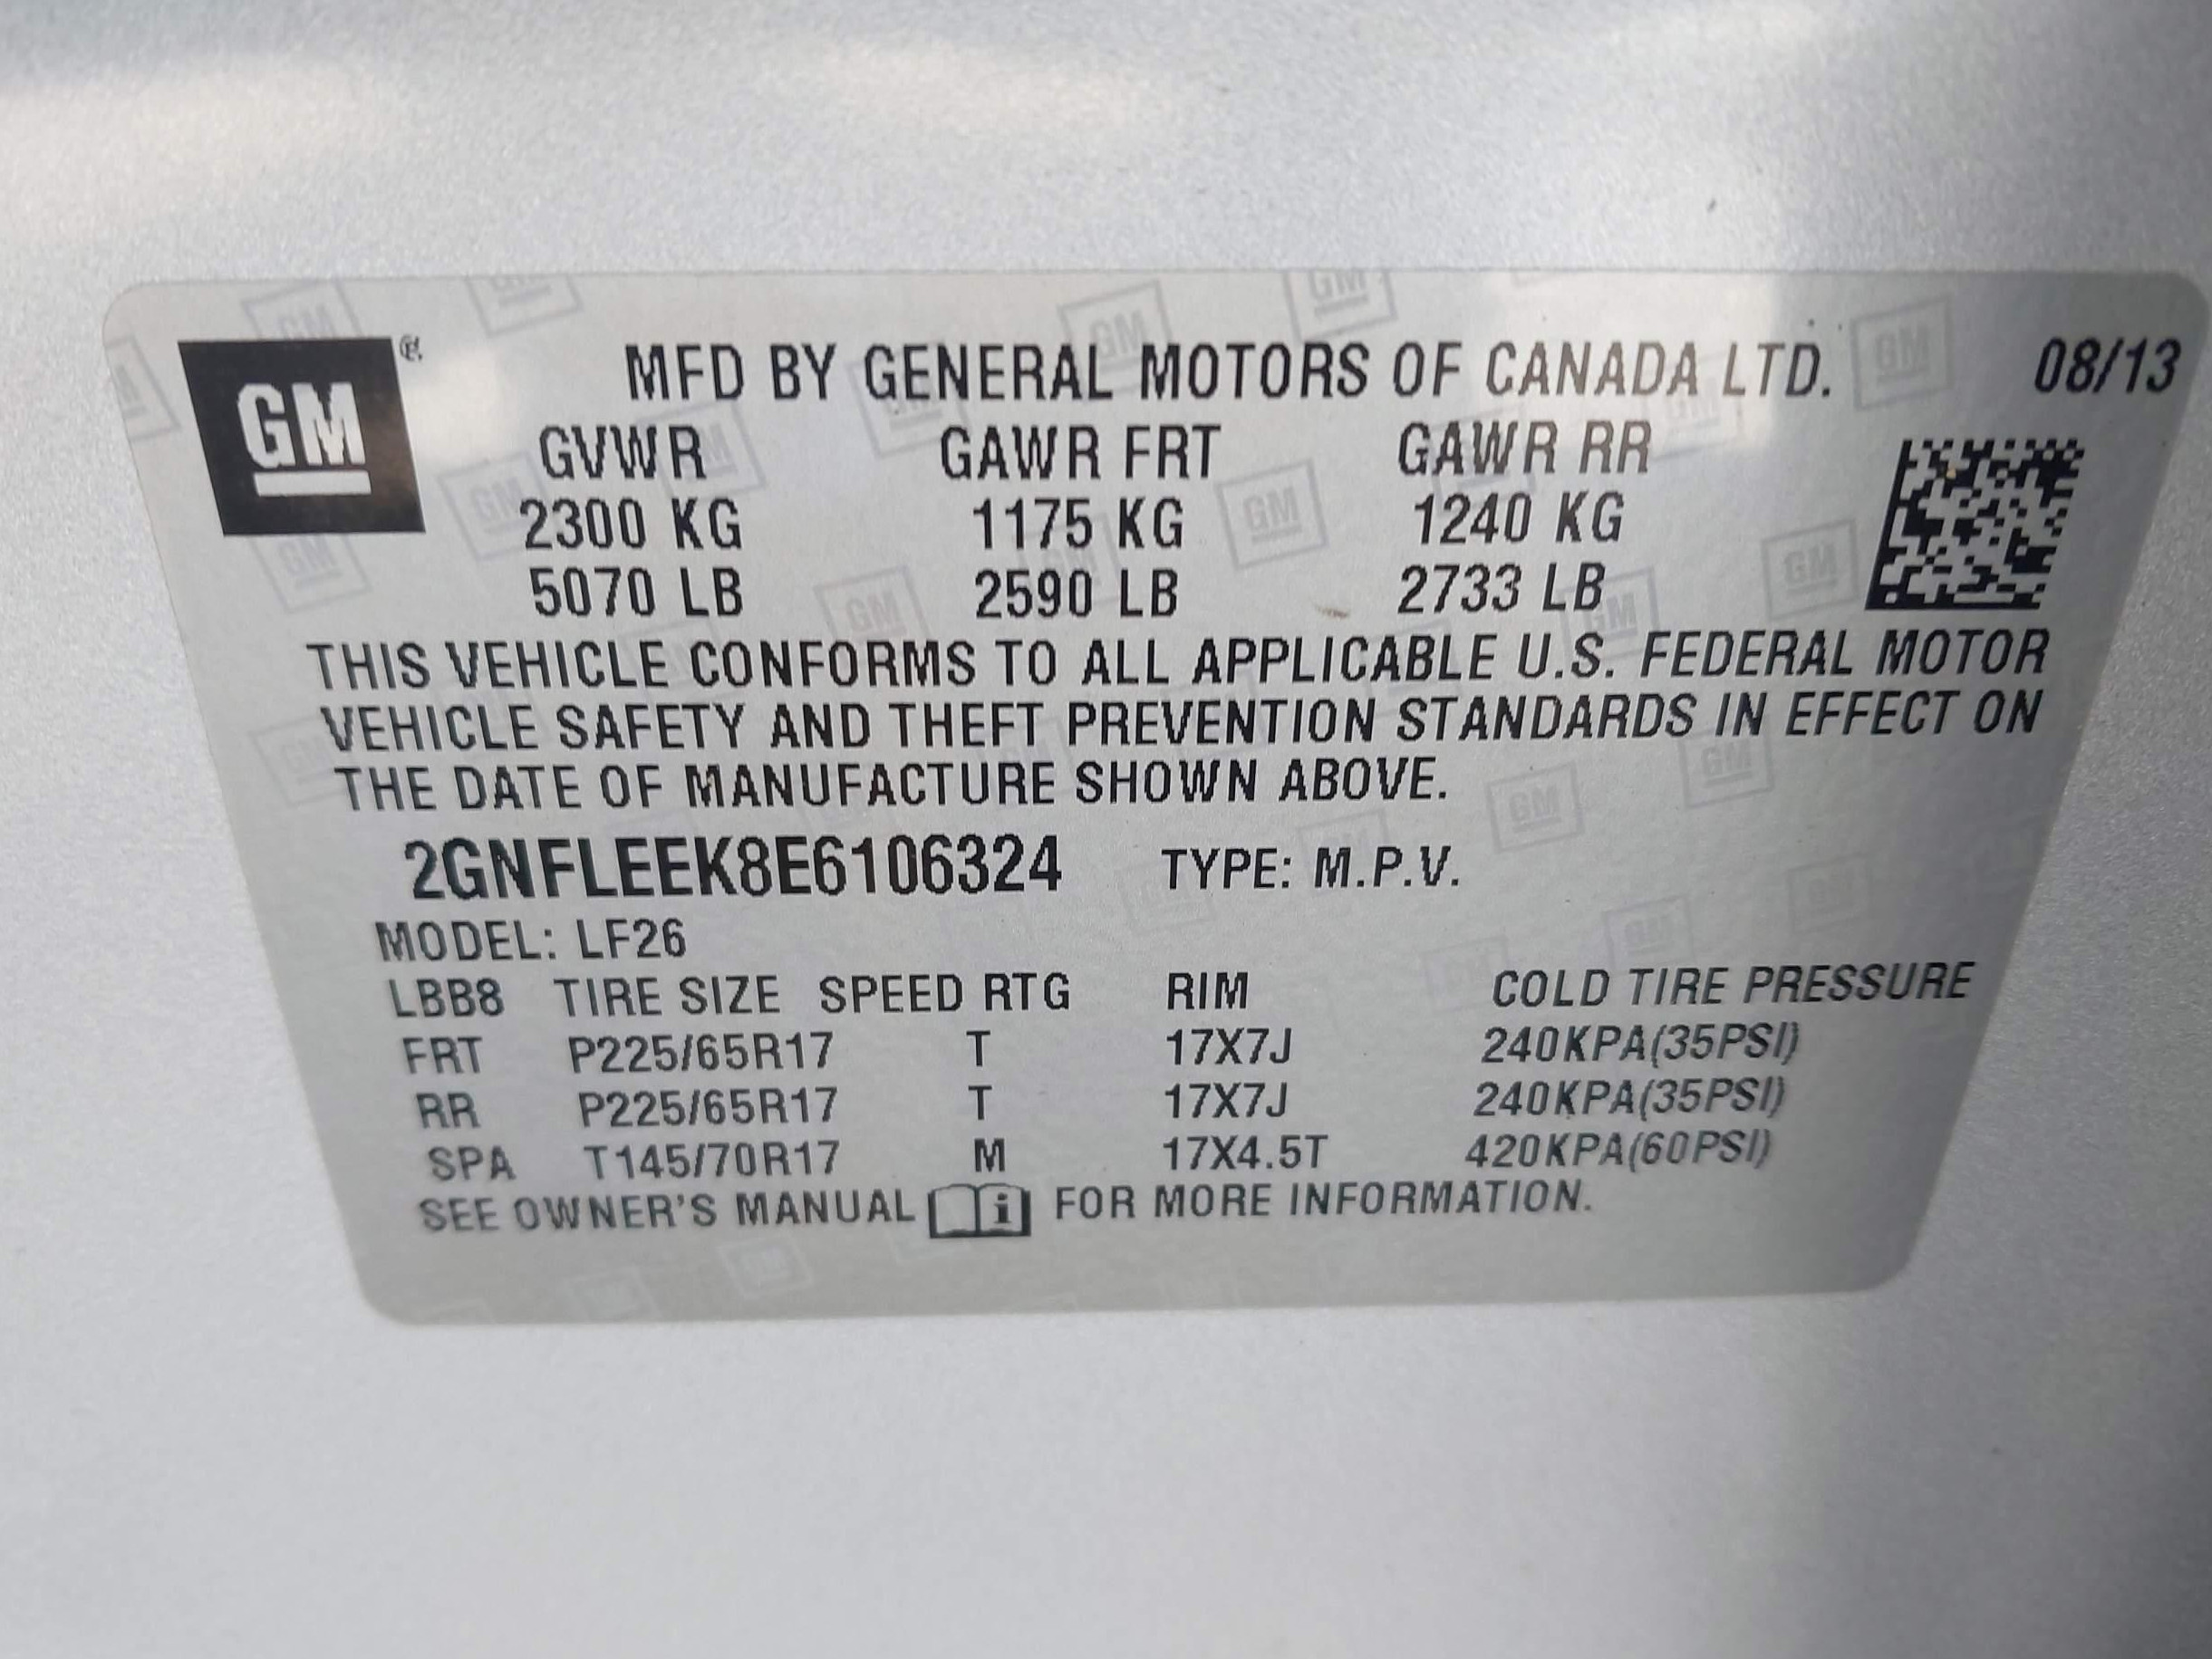 GM
MFD BY GENERAL MOTORS OF CANADA LTD. 08/13
GVWR GAWR FRT GAWR RR
2300 KG 1175 KG 1240 KG
5070 LB 2590 LB 2733 LB
THIS VEHICLE CONFORMS TO ALL APPLICABLE U.S. FEDERAL MOTOR
VEHICLE SAFETY AND THEFT PREVENTION STANDARDS IN EFFECT ON
THE DATE OF MANUFACTURE SHOWN ABOVE.
2GNFLEEK8E6106324 TYPE: M.P.V.
MODEL: LF26
LBB8 TIRE SIZE SPEED RTG RIM COLD TIRE PRESSURE
FRT P225/65R17 T 17X7J 240KPA(35PSI)
RR P225/65R17 T 17X7J 240KPA(35PSI)
SPA T145/70R17 M 17X4.5T 420KPA(60PSI)
SEE OWNER'S MANUAL i FOR MORE INFORMATION.